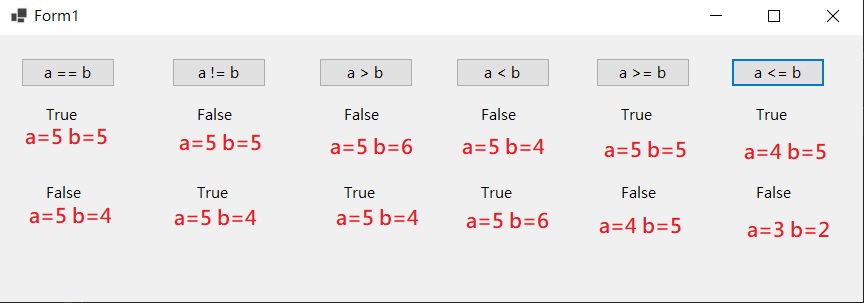 Form1
a == b a != b a > b a < b a >= b a <= b
True False False False True True
a=5 b=5 a=5 b=5 a=5 b=6 a=5 b=4 a=5 b=5 a=4 b=5
False True True True False False
a=5 b=4 a=5 b=4 a=5 b=4 a=5 b=6 a=4 b=5 a=3 b=2